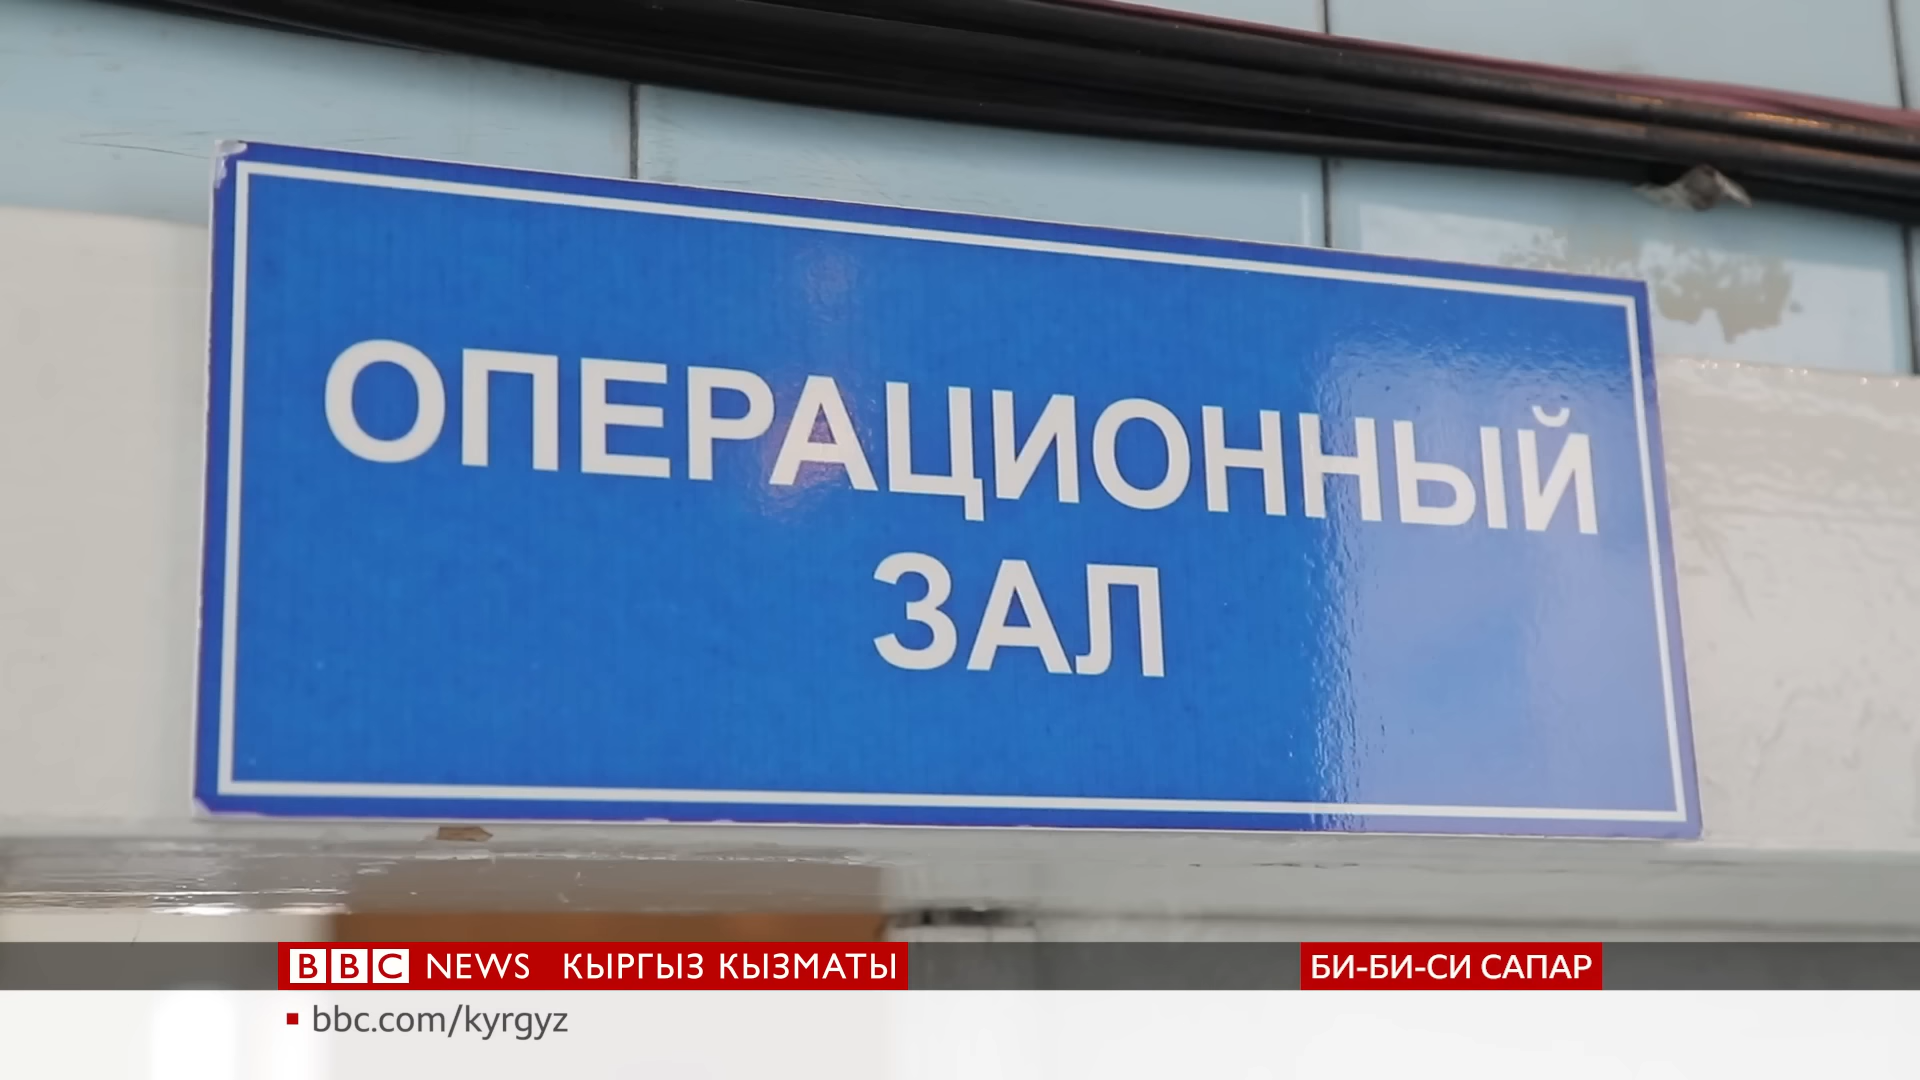 ОПЕРАЦИОННЫЙ
ЗАЛ
BBC NEWS КЫРГЫЗ КЫЗМАТЫ
БИ-БИ-СИ САПАР
bbc.com/kyrgyz